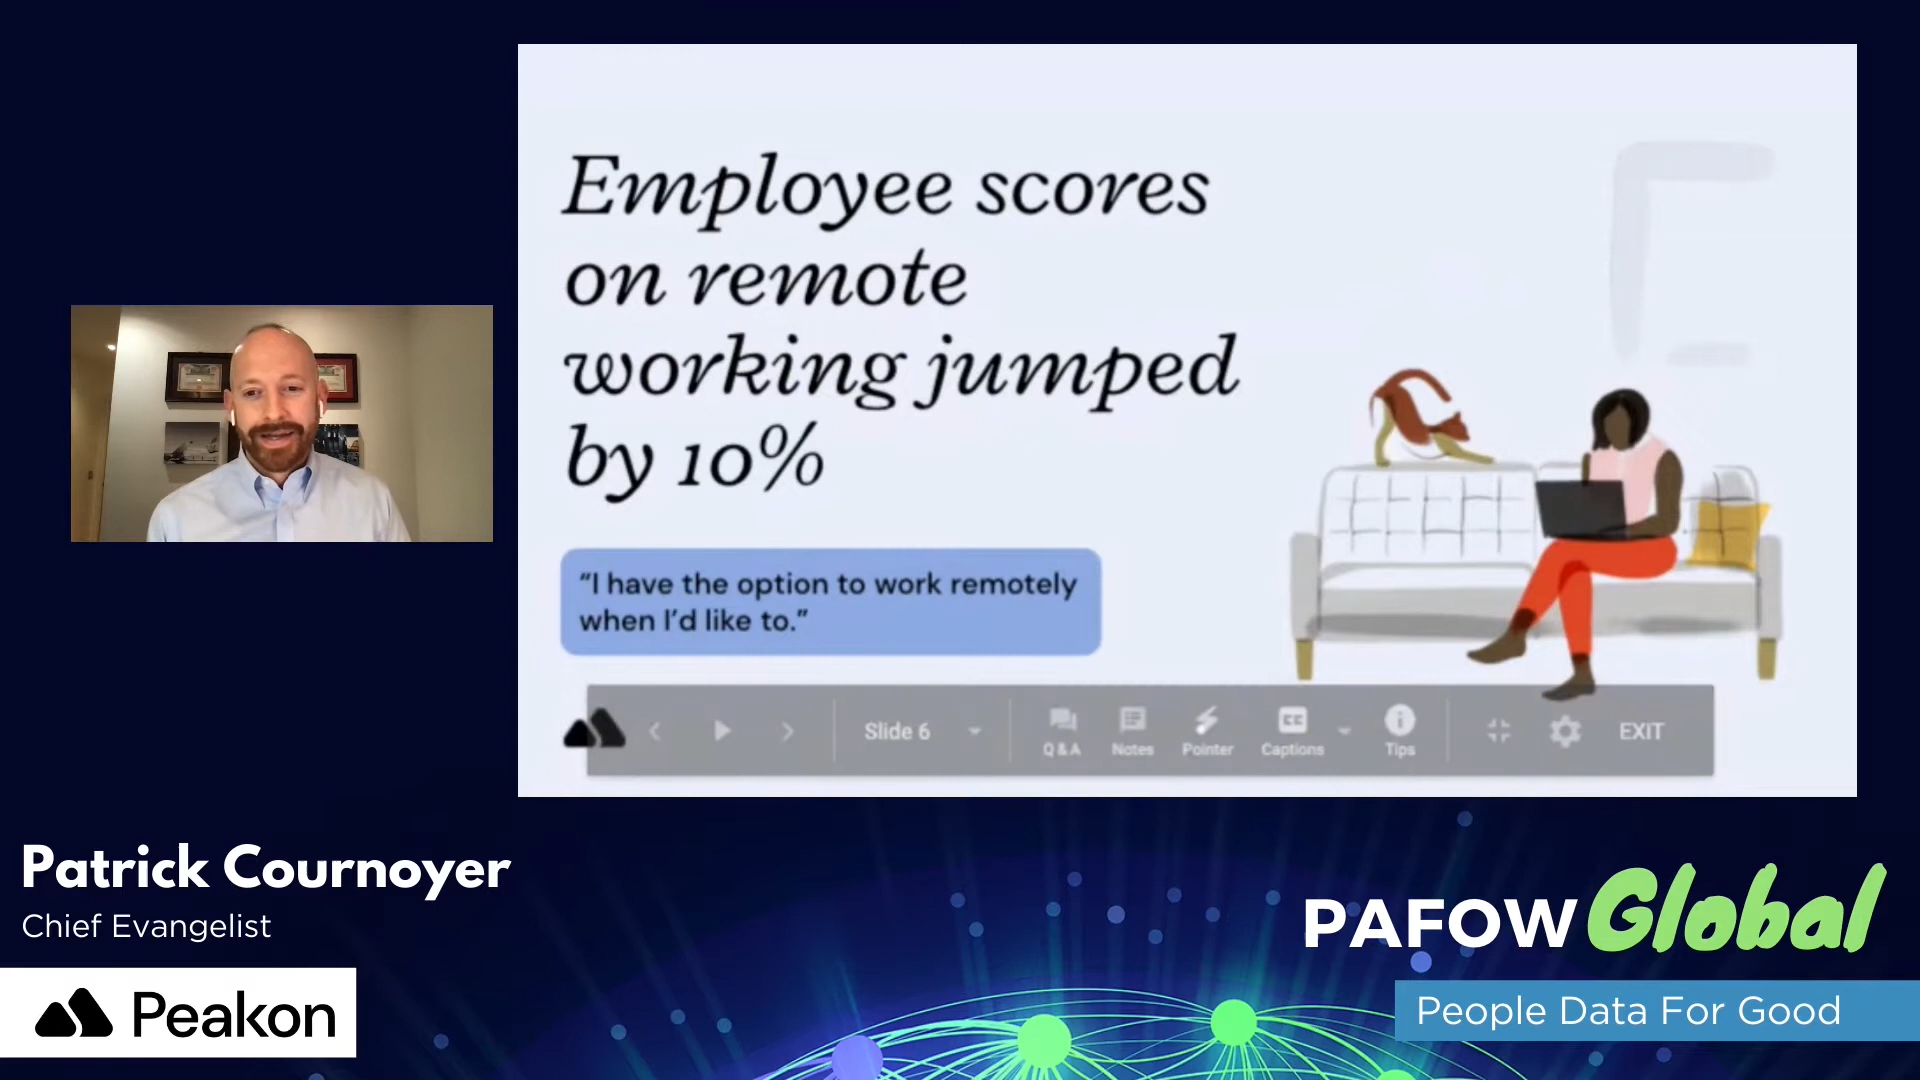 Employee scores
on remote
working jumped
by 10%
“I have the option to work remotely
when I’d like to.”
Slide 6
Q & A
Notes
Pointer
CC
Captions
Tips
EXIT
Patrick Cournoyer
Chief Evangelist
Peakon
PAFOW Global
People Data For Good